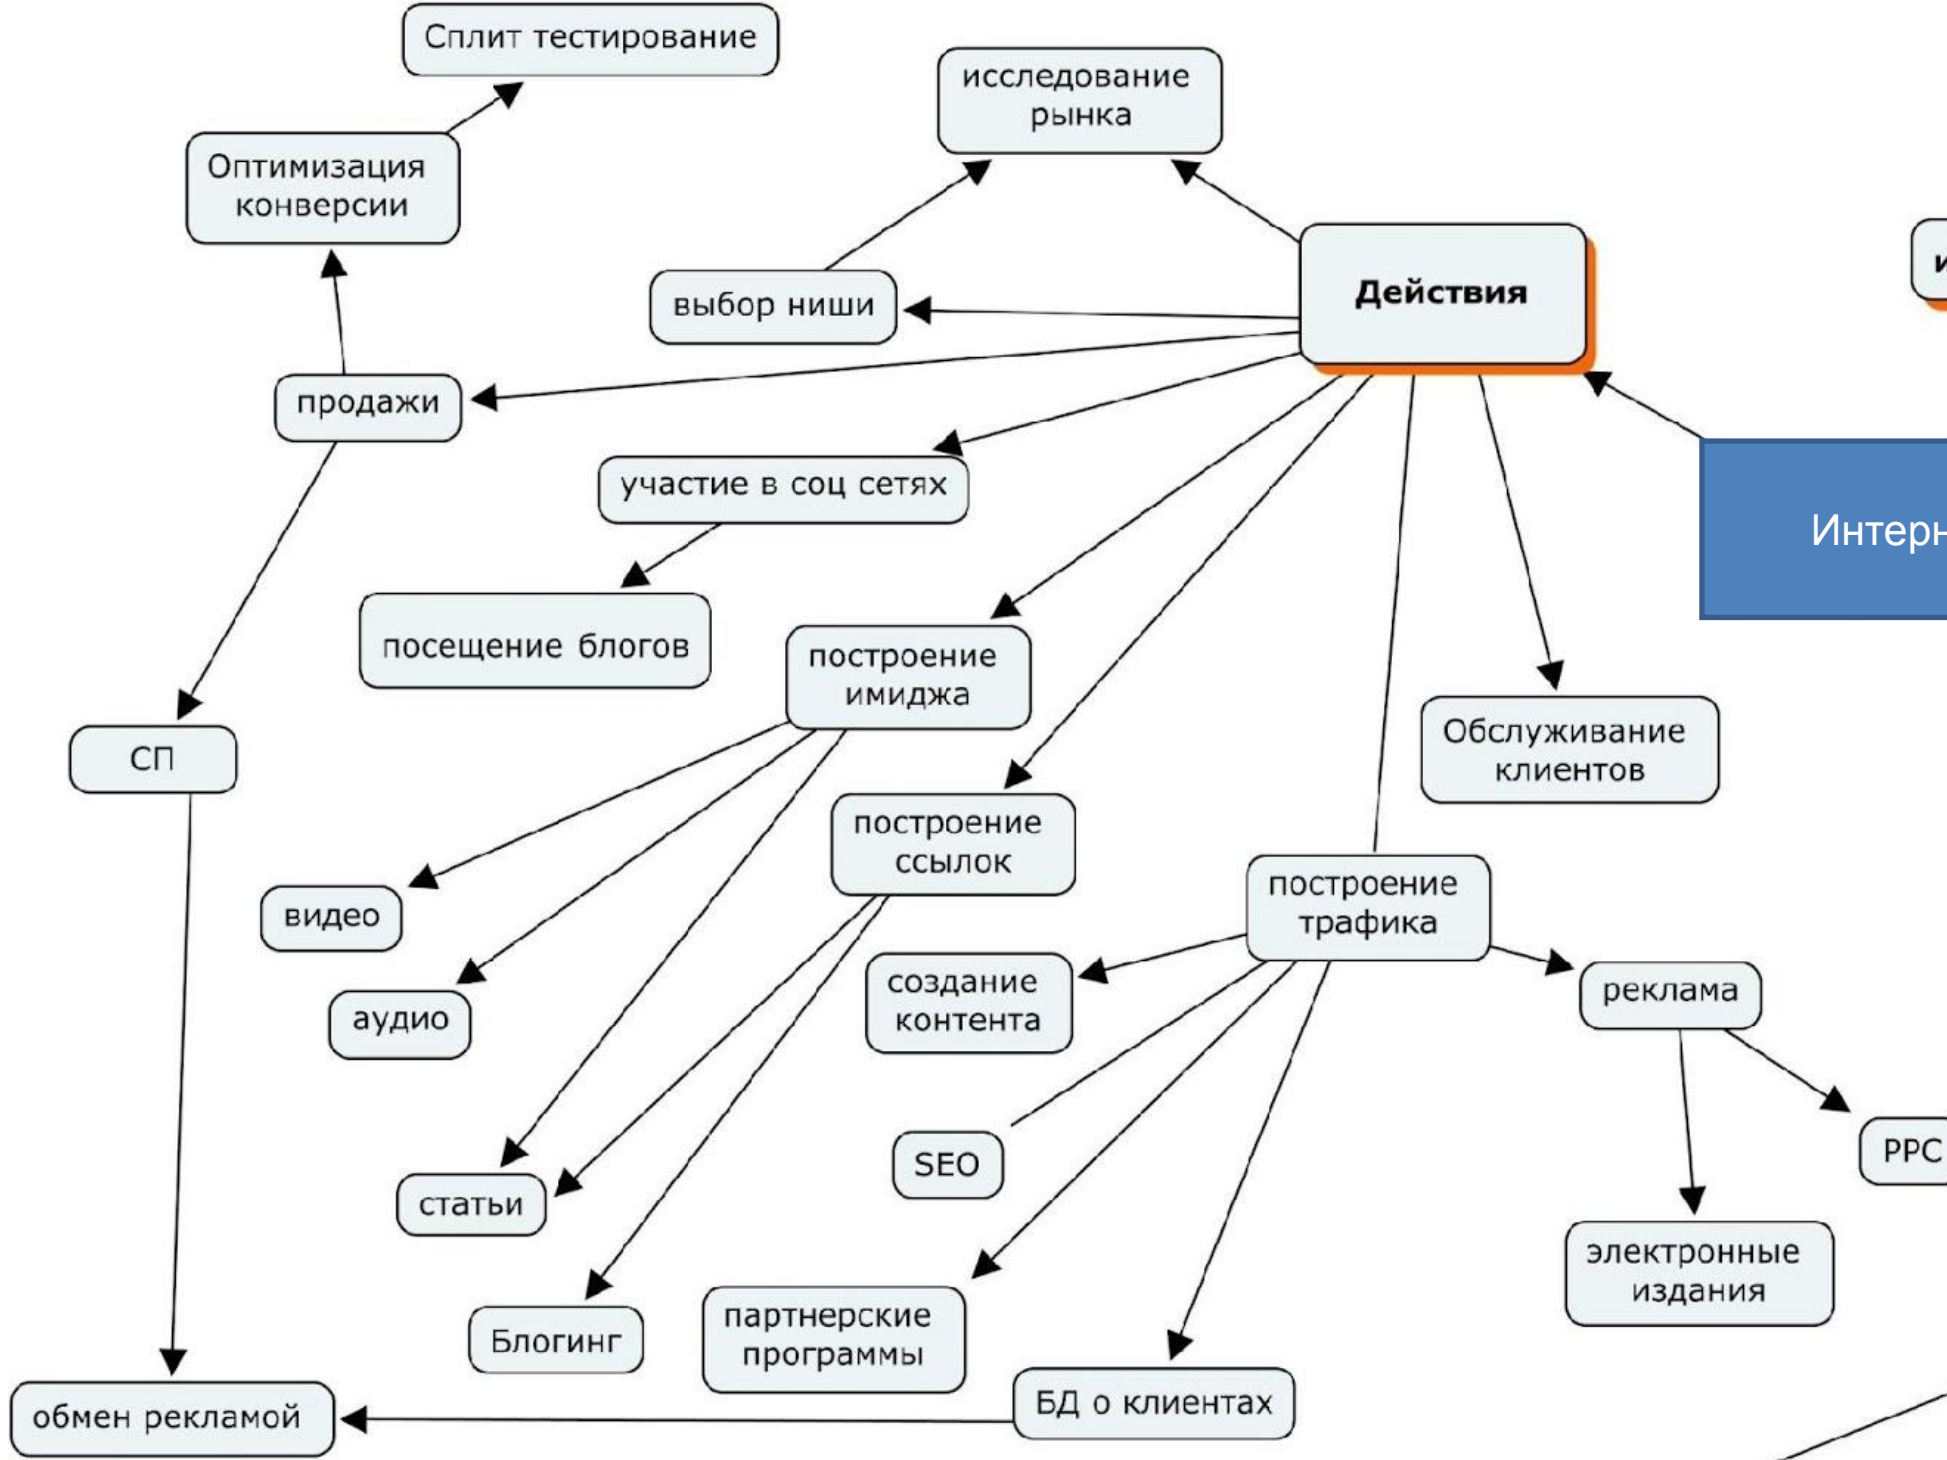 Сплит тестирование
исследование
рынка
Оптимизация
конверсии
Действия
выбор ниши
продажи
участие в соц сетях
Интерн
посещение блогов
построение
имиджа
Обслуживание
клиентов
СП
построение
ссылок
построение
трафика
видео
создание
контента
реклама
аудио
SEO
PPC
статьи
электронные
издания
Блогинг
партнерские
программы
БД о клиентах
обмен рекламой